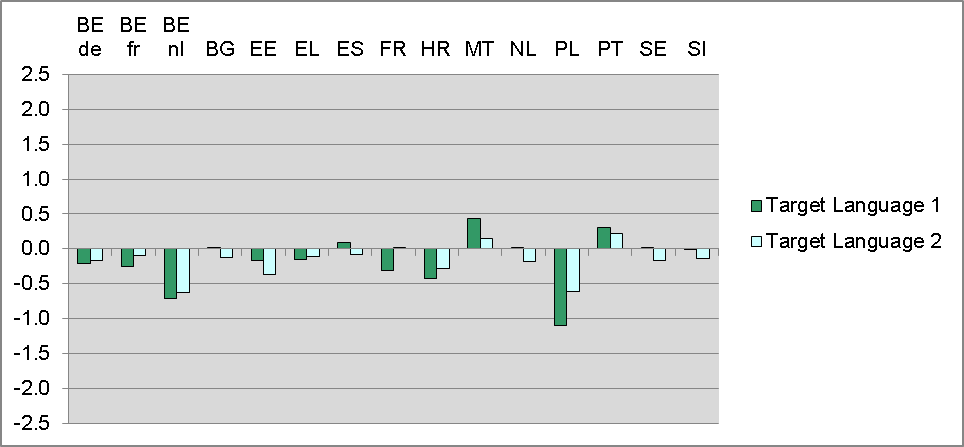 BE BE BE
de fr nl BG EE EL ES FR HR MT NL PL PT SE SI
2.5
2.0
1.5
1.0
0.5
0.0
-0.5
-1.0
-1.5
-2.0
-2.5
Target Language 1
Target Language 2